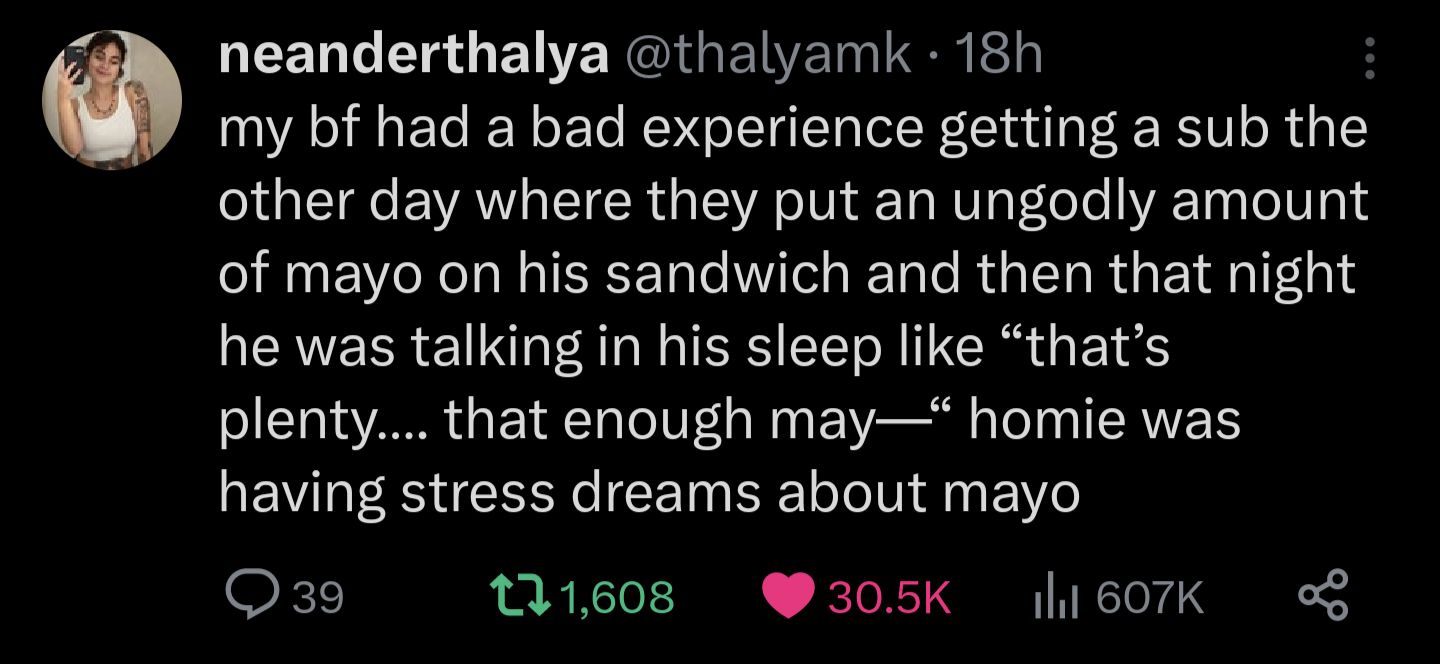 neanderthalya @thalyamk · 18h
my bf had a bad experience getting a sub the
other day where they put an ungodly amount
of mayo on his sandwich and then that night
he was talking in his sleep like “that’s
plenty.... that enough may—“ homie was
having stress dreams about mayo
39 1,608 30.5K 607K